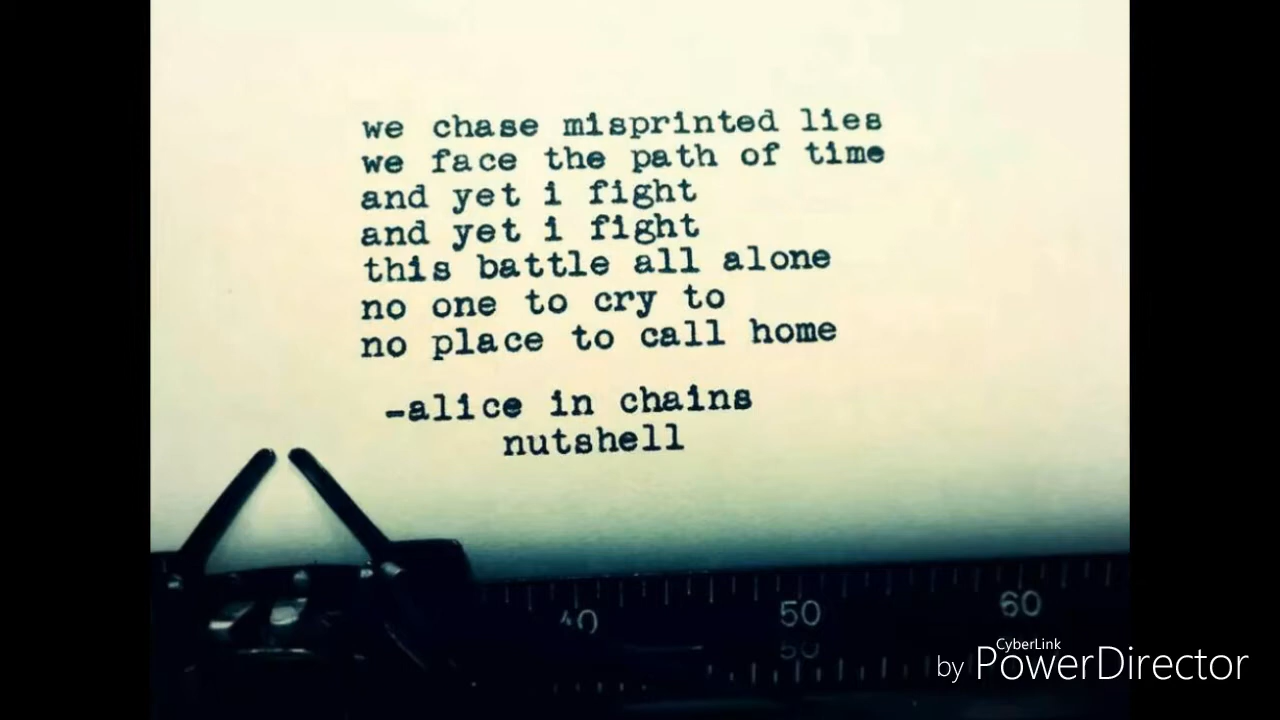 we chase misprinted lies
we face the path of time
and yet i fight
and yet i fight
this battle all alone
no one to cry to
no place to call home
-alice in chains
nutshell
40 50 60
50
CyberLink
by PowerDirector